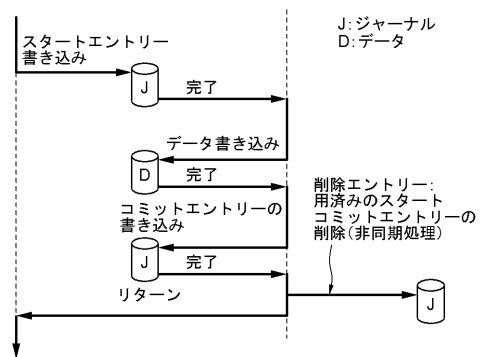 J:ジャーナル
D:データ
スタートエントリー
書き込み
J
完了
データ書き込み
D
完了
コミットエントリーの
書き込み
J
完了
リターン
削除エントリー:
用済みのスタート
コミットエントリーの
削除(非同期処理)
J